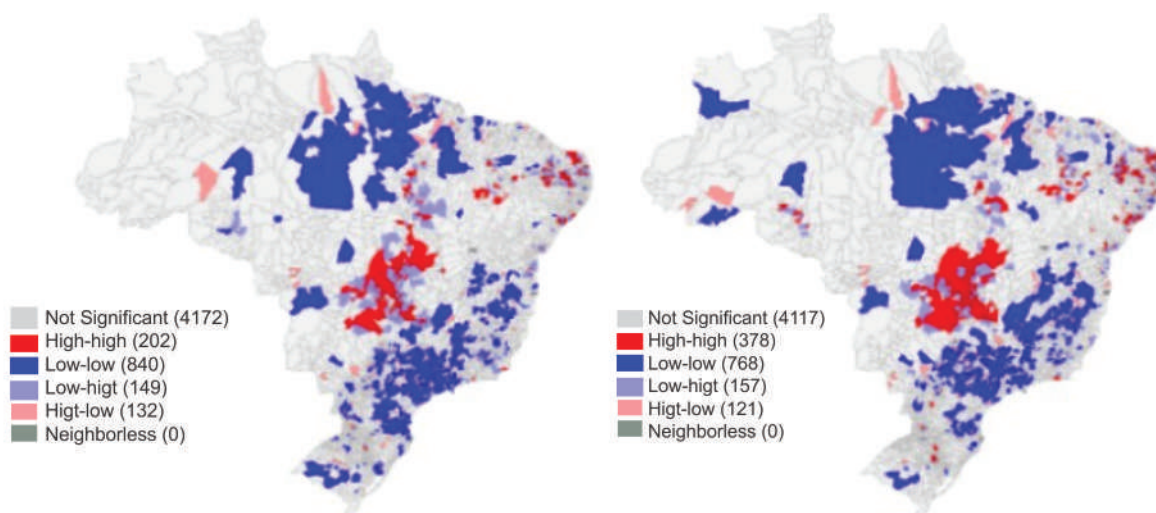 Not Significant (4172)
High-high (202)
Low-low (840)
Low-higt (149)
Higt-low (132)
Neighborless (0)
Not Significant (4117)
High-high (378)
Low-low (768)
Low-higt (157)
Higt-low (121)
Neighborless (0)